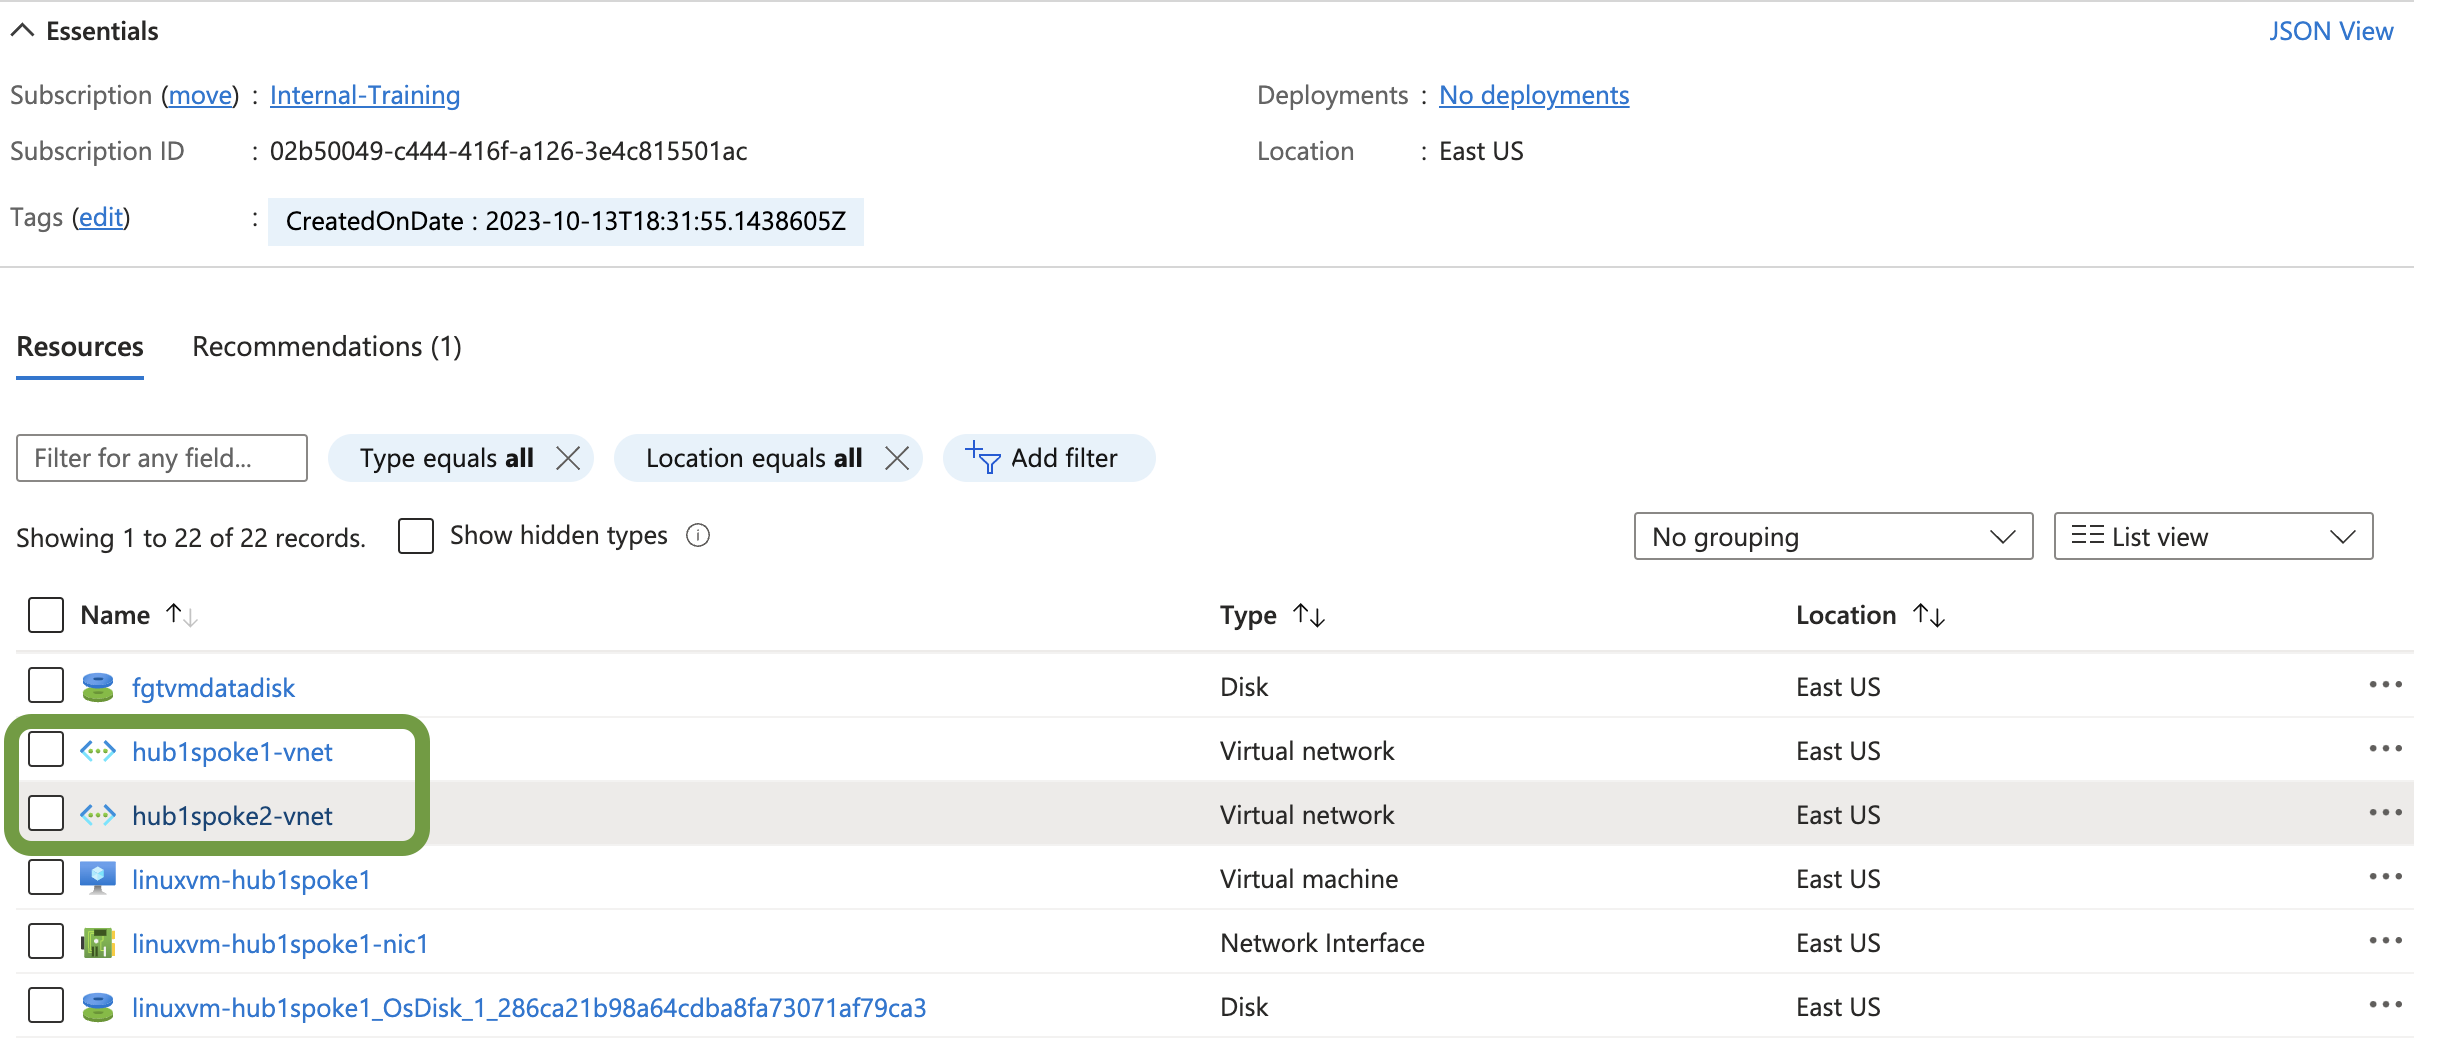 Essentials
JSON View
Subscription (move) : Internal-Training
Deployments : No deployments
Subscription ID : 02b50049-c444-416f-a126-3e4c815501ac
Location : East US
Tags (edit) : CreatedOnDate : 2023-10-13T18:31:55.1438605Z
Resources Recommendations (1)
Filter for any field... Type equals all Location equals all Add filter
Showing 1 to 22 of 22 records. Show hidden types No grouping List view
Name Type Location
fgtvmdatadisk Disk East US
hub1spoke1-vnet Virtual network East US
hub1spoke2-vnet Virtual network East US
linuxvm-hub1spoke1 Virtual machine East US
linuxvm-hub1spoke1-nic1 Network Interface East US
linuxvm-hub1spoke1_OsDisk_1_286ca21b98a64cdba8fa73071af79ca3 Disk East US